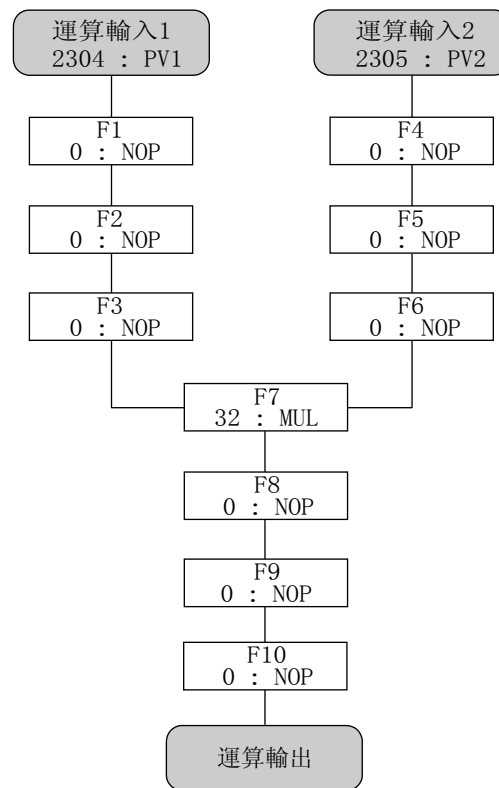 運算輸入1
2304 : PV1
運算輸入2
2305 : PV2
F1
0 : NOP
F4
0 : NOP
F2
0 : NOP
F5
0 : NOP
F3
0 : NOP
F6
0 : NOP
F7
32 : MUL
F8
0 : NOP
F9
0 : NOP
F10
0 : NOP
運算輸出